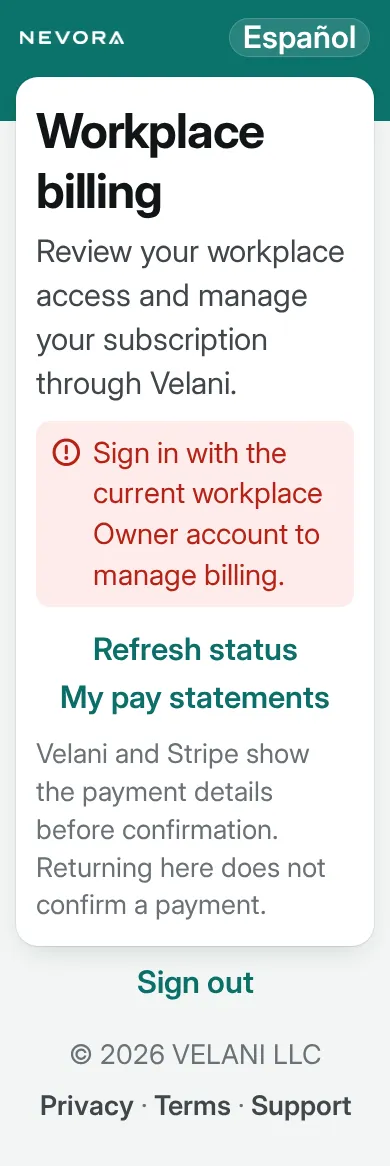 NEVORA
Español
Workplace
billing
Review your workplace
access and manage
your subscription
through Velani.
Sign in with the
current workplace
Owner account to
manage billing.
Refresh status
My pay statements
Velani and Stripe show
the payment details
before confirmation.
Returning here does not
confirm a payment.
Sign out
© 2026 VELANI LLC
Privacy · Terms · Support